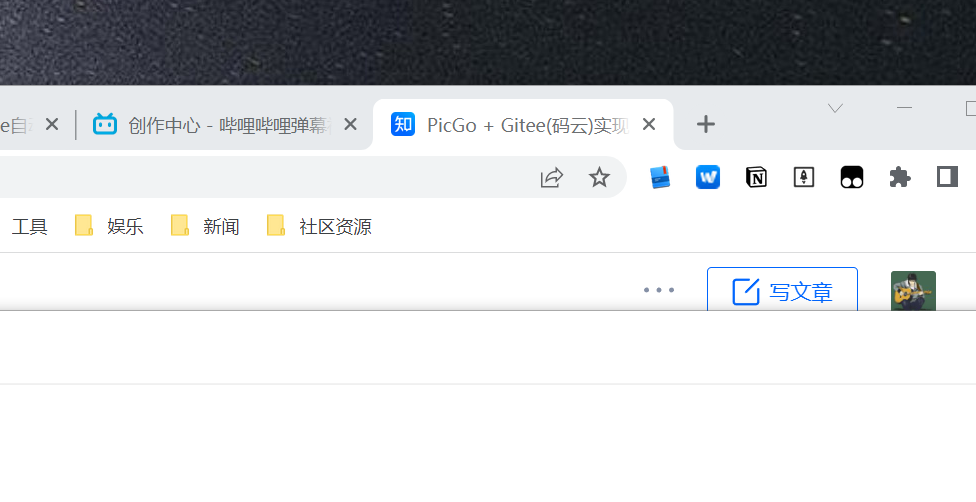 e自
创作中心 - 哔哩哔哩弹幕
知 PicGo + Gitee(码云)实现
工具 娱乐 新闻 社区资源
写文章